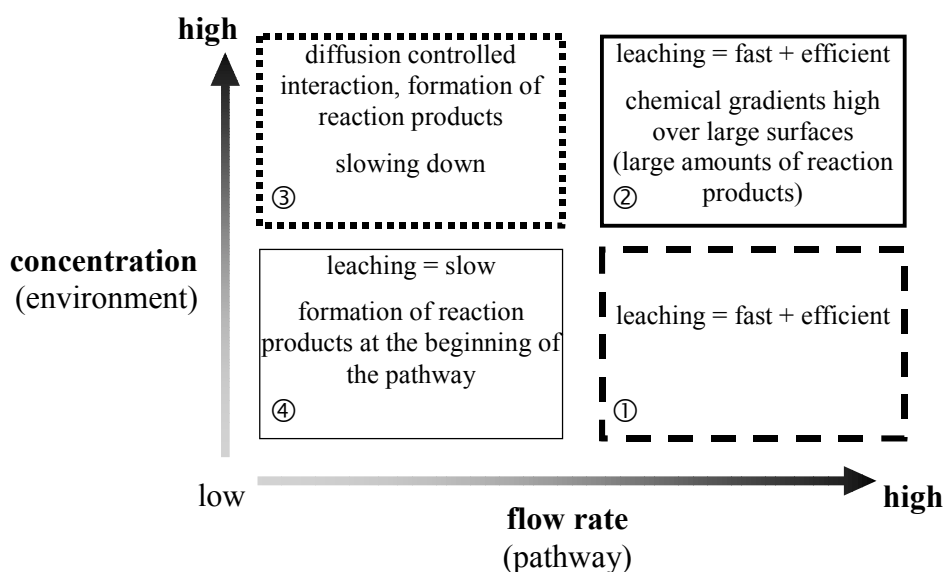 high
diffusion controlled
interaction, formation of
reaction products
slowing down
③
leaching = fast + efficient
chemical gradients high
over large surfaces
(large amounts of reaction
products)
②
concentration
(environment)
leaching = slow
formation of reaction
products at the beginning of
the pathway
④
leaching = fast + efficient
①
low
high
flow rate
(pathway)